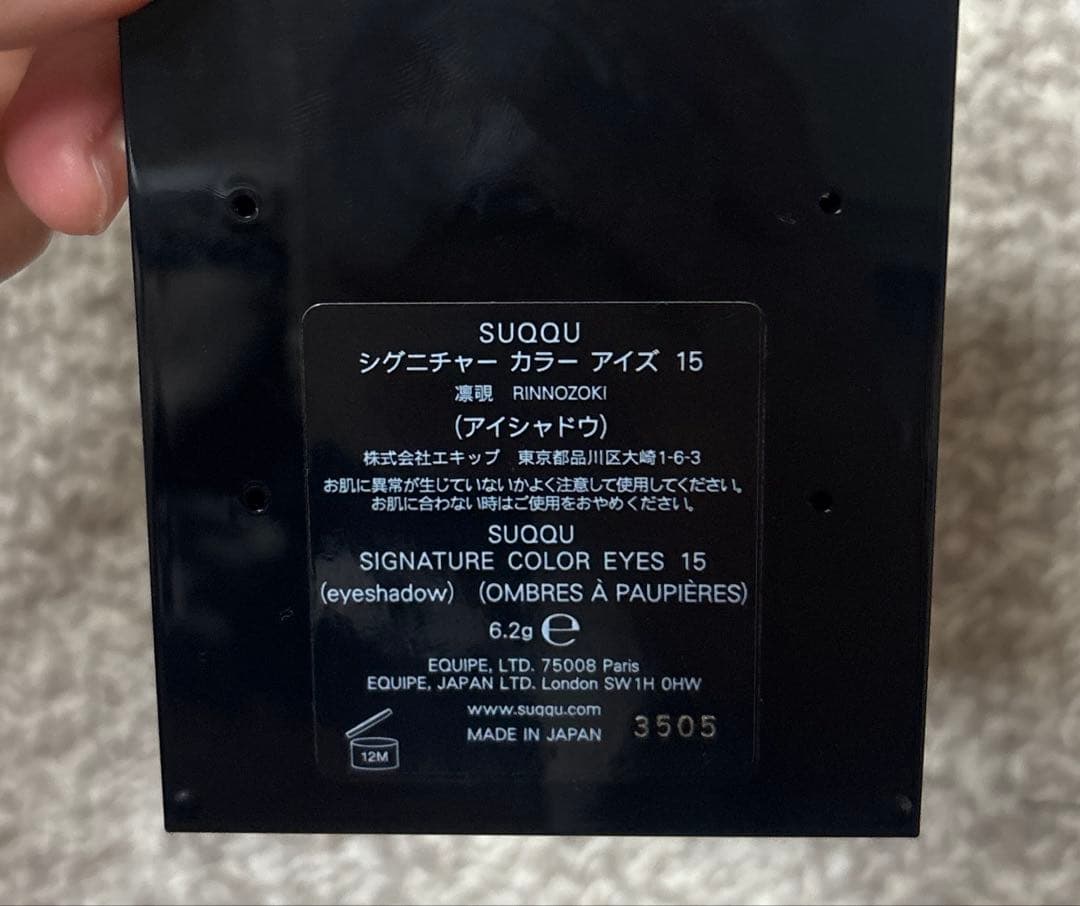 SUQQU
シグニチャー カラー アイズ 15
凛覗 RINNOZOKI
(アイシャドウ)
株式会社エキップ 東京都品川区大崎1-6-3
お肌に異常が生じていないかよく注意して使用してください。
お肌に合わない時はご使用をおやめください。
SUQQU
SIGNATURE COLOR EYES 15
(eyeshadow) (OMBRES À PAUPIÈRES)
6.2g ℮
EQUIPE, LTD. 75008 Paris
EQUIPE, JAPAN LTD. London SW1H 0HW
www.suqqu.com
MADE IN JAPAN 3505
12M